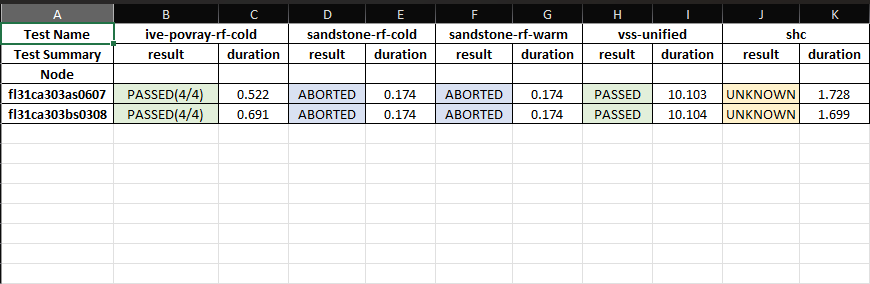 A B C D E F G H I J K
Test Name ive-povray-rf-cold sandstone-rf-cold sandstone-rf-warm vss-unified shc
Test Summary result duration result duration result duration result duration result duration
Node
fl31ca303as0607 PASSED(4/4) 0.522 ABORTED 0.174 ABORTED 0.174 PASSED 10.103 UNKNOWN 1.728
fl31ca303bs0308 PASSED(4/4) 0.691 ABORTED 0.174 ABORTED 0.174 PASSED 10.104 UNKNOWN 1.699